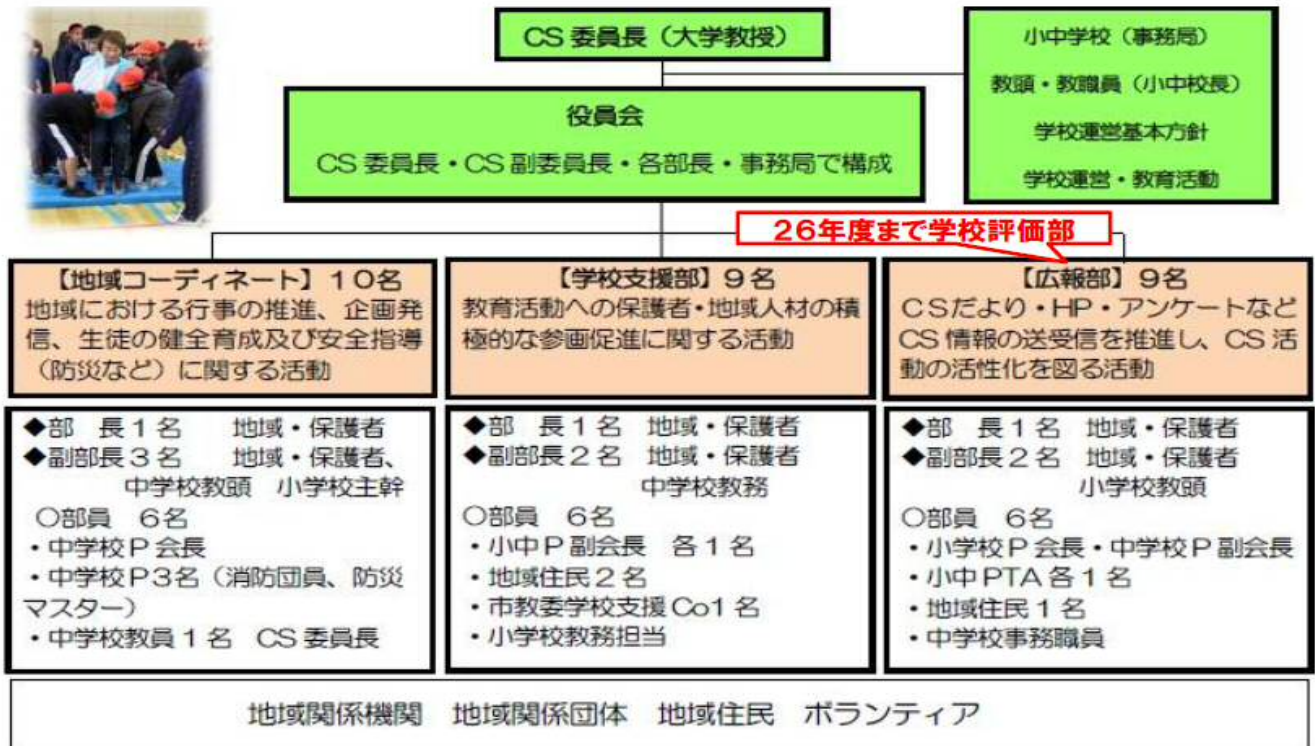 CS 委員長（大学教授）
小中学校（事務局）
教頭・教職員（小中校長）
学校運営基本方針
学校運営・教育活動
役員会
CS 委員長・CS 副委員長・各部長・事務局で構成
26年度まで学校評価部
【地域コーディネート】１０名
地域における行事の推進、企画発
信、生徒の健全育成及び安全指導
（防災など）に関する活動
◆部　長１名　　地域・保護者
◆副部長３名　　地域・保護者、
中学校教頭　小学校主幹
○部員　６名
・中学校Ｐ会長
・中学校Ｐ３名（消防団員、防災
マスター）
・中学校教員１名　CS 委員長
【学校支援部】９名
教育活動への保護者・地域人材の積
極的な参画促進に関する活動
◆部　長１名　地域・保護者
◆副部長２名　地域・保護者
中学校教務
○部員　６名
・小中Ｐ副会長　各１名
・地域住民２名
・市教委学校支援 Co１名
・小学校教務担当
【広報部】９名
ＣＳだより・HP・アンケートなど
CS 情報の送受信を推進し、CS 活
動の活性化を図る活動
◆部　長１名　地域・保護者
◆副部長２名　地域・保護者
小学校教頭
○部員　６名
・小学校Ｐ会長・中学校Ｐ副会長
・小中 PTA 各１名
・地域住民１名
・中学校事務職員
地域関係機関　地域関係団体　地域住民　ボランティア